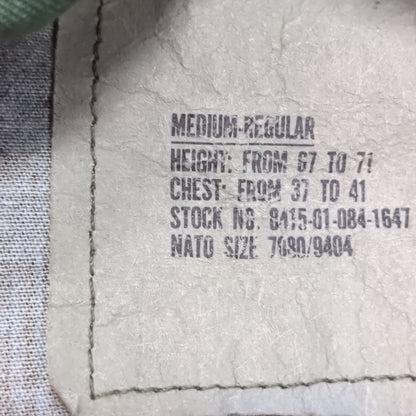 MEDIUM-REGULAR
HEIGHT: FROM 67 TO 71
CHEST: FROM 37 TO 41
STOCK NO. 8415-01-084-1647
NATO SIZE 7080/9404